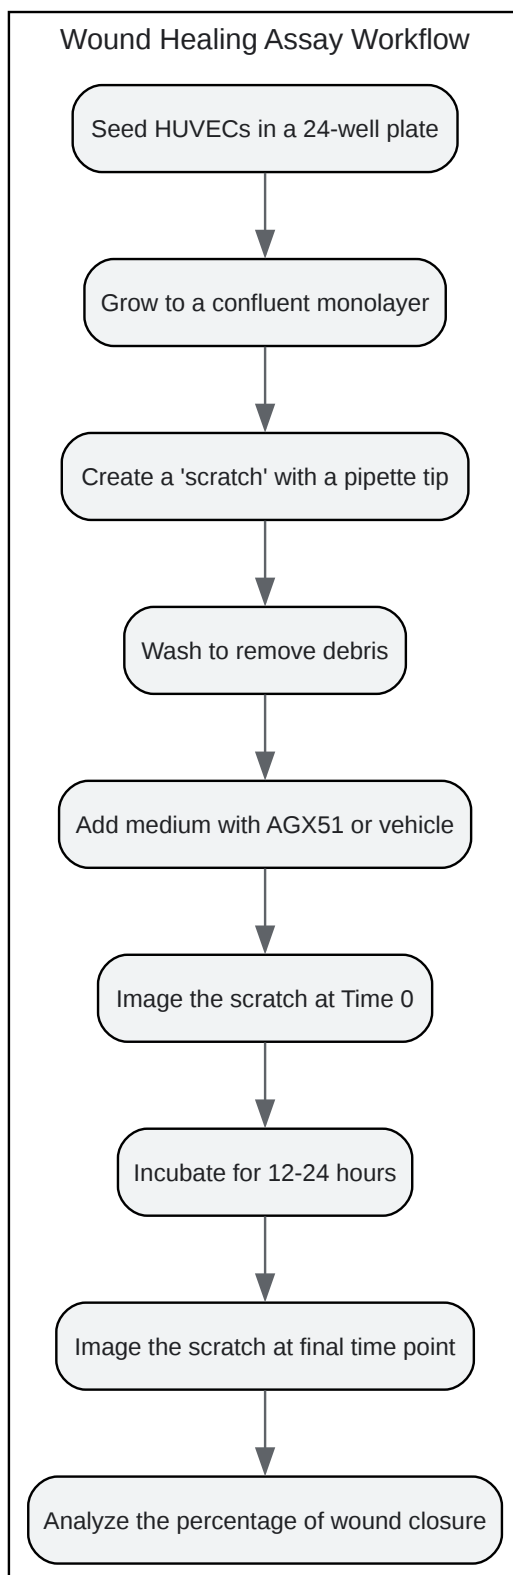 Wound Healing Assay Workflow
Seed HUVECs in a 24-well plate
Grow to a confluent monolayer
Create a 'scratch' with a pipette tip
Wash to remove debris
Add medium with AGX51 or vehicle
Image the scratch at Time 0
Incubate for 12-24 hours
Image the scratch at final time point
Analyze the percentage of wound closure